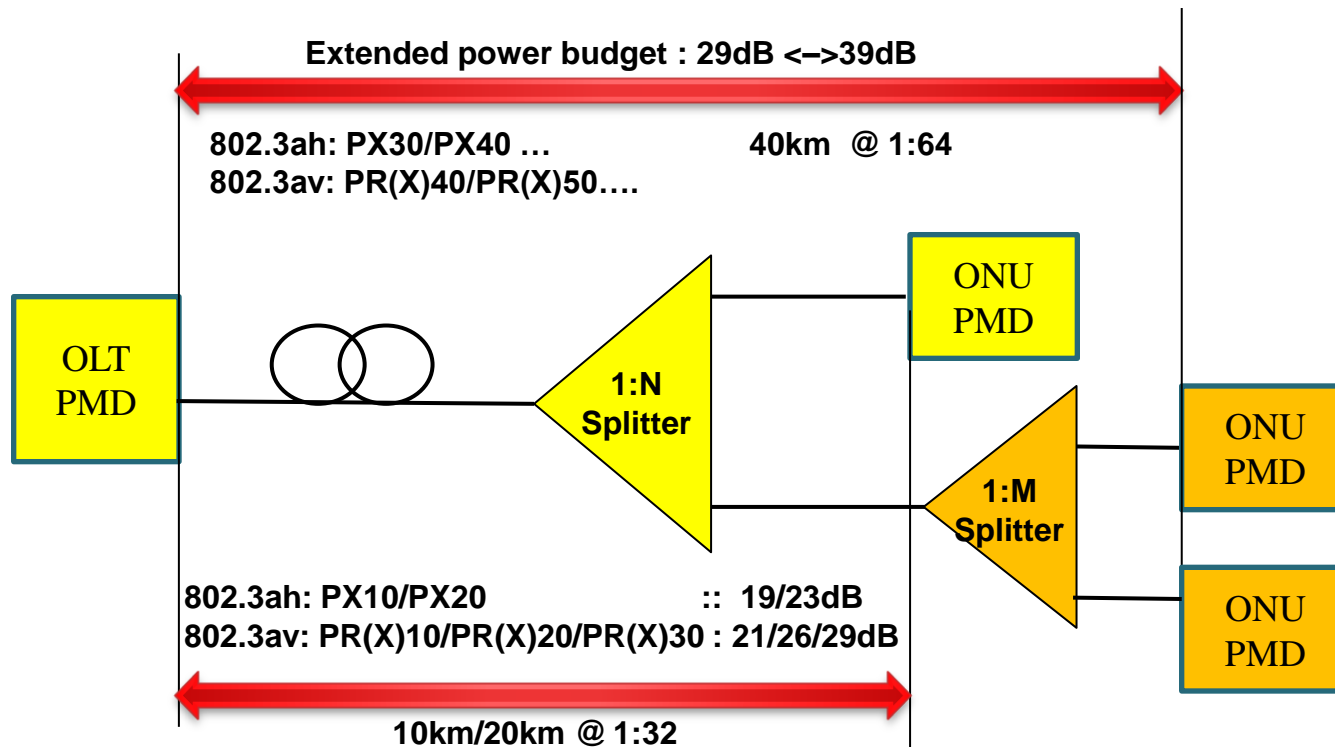 Extended power budget : 29dB <–>39dB
802.3ah: PX30/PX40 … 40km @ 1:64
802.3av: PR(X)40/PR(X)50….
OLT
PMD
1:N
Splitter
ONU
PMD
1:M
Splitter
ONU
PMD
ONU
PMD
802.3ah: PX10/PX20 :: 19/23dB
802.3av: PR(X)10/PR(X)20/PR(X)30 : 21/26/29dB
10km/20km @ 1:32